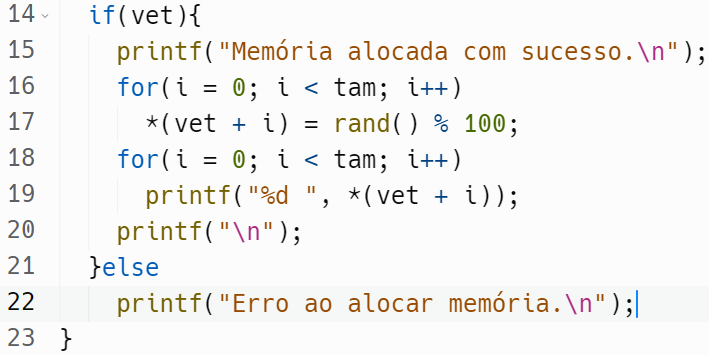 14 if(vet){
15 printf("Memória alocada com sucesso.\n");
16 for(i = 0; i < tam; i++)
17 *(vet + i) = rand() % 100;
18 for(i = 0; i < tam; i++)
19 printf("%d ", *(vet + i));
20 printf("\n");
21 }else
22 printf("Erro ao alocar memória.\n");
23 }